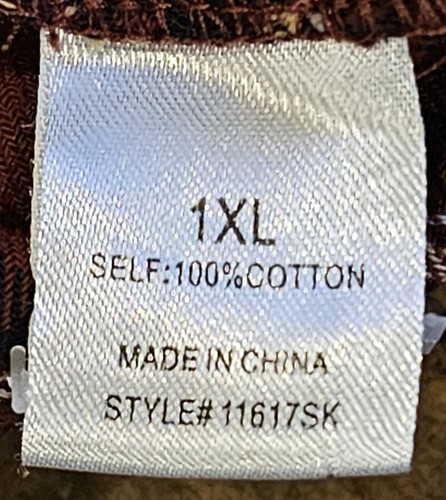 1XL
SELF:100%COTTON
MADE IN CHINA
STYLE# 11617SK